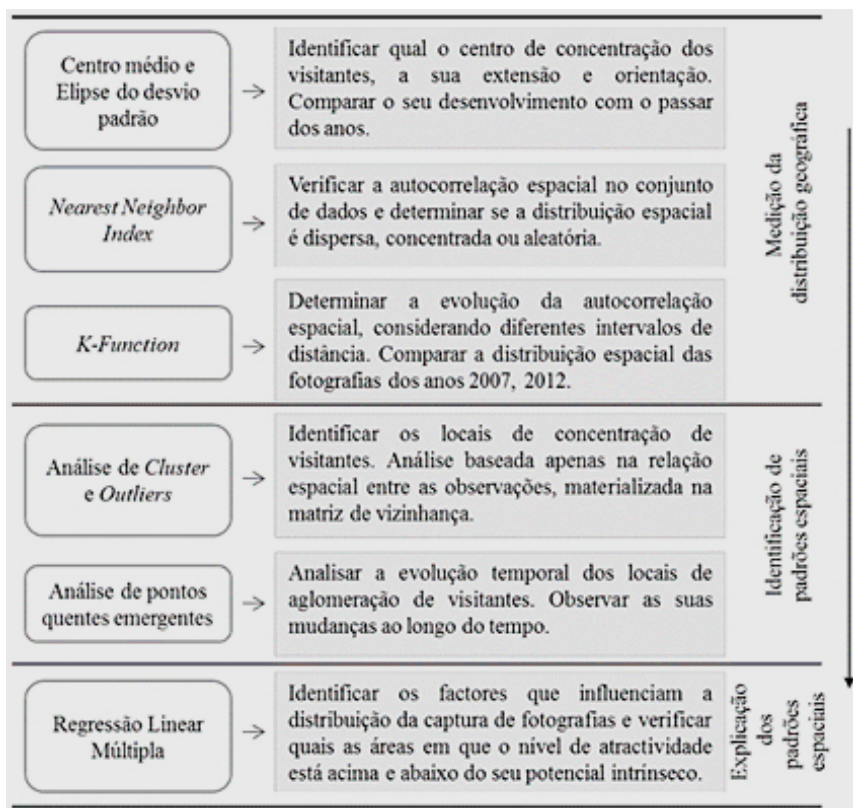 Centro médio e
Elipse do desvio
padrão
Identificar qual o centro de concentração dos
visitantes, a sua extensão e orientação.
Comparar o seu desenvolvimento com o passar
dos anos.
Nearest Neighbor
Index
Verificar a autocorrelação espacial no conjunto
de dados e determinar se a distribuição espacial
é dispersa, concentrada ou aleatória.
K-Function
Determinar a evolução da autocorrelação
espacial, considerando diferentes intervalos de
distância. Comparar a distribuição espacial das
fotografias dos anos 2007, 2012.
Medição da
distribuição geográfica
Análise de Cluster
e Outliers
Identificar os locais de concentração de
visitantes. Análise baseada apenas na relação
espacial entre as observações, materializada na
matriz de vizinhança.
Análise de pontos
quentes emergentes
Analisar a evolução temporal dos locais de
aglomeração de visitantes. Observar as suas
mudanças ao longo do tempo.
Identificação de
padrões espaciais
Regressão Linear
Múltipla
Identificar os factores que influenciam a
distribuição da captura de fotografias e verificar
quais as áreas em que o nível de atractividade
está acima e abaixo do seu potencial intrínseco.
Explicação
dos
padrões
espaciais